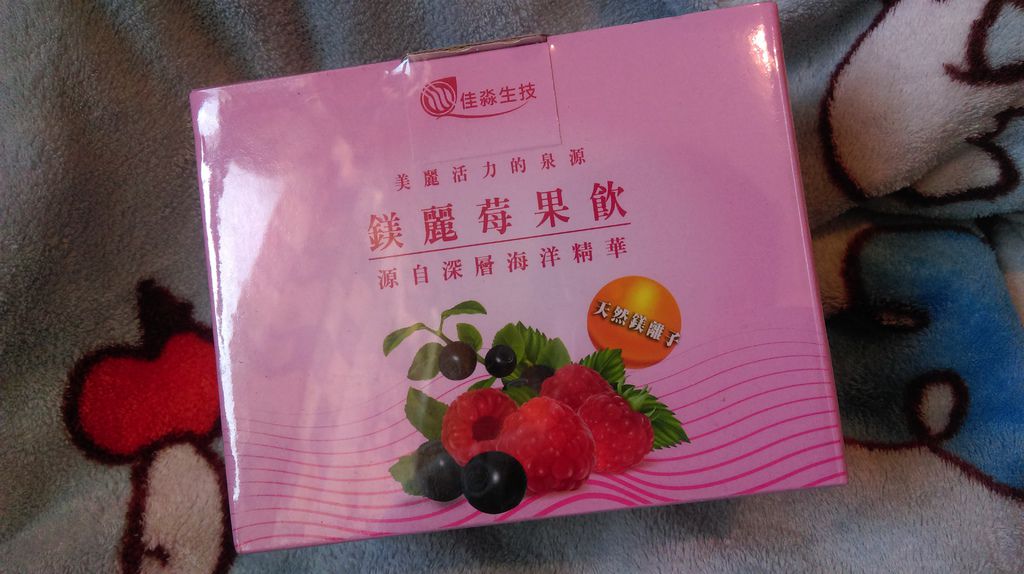 佳淼生技
美麗活力的泉源
鎂麗莓果飲
源自深層海洋精華
天然鎂離子